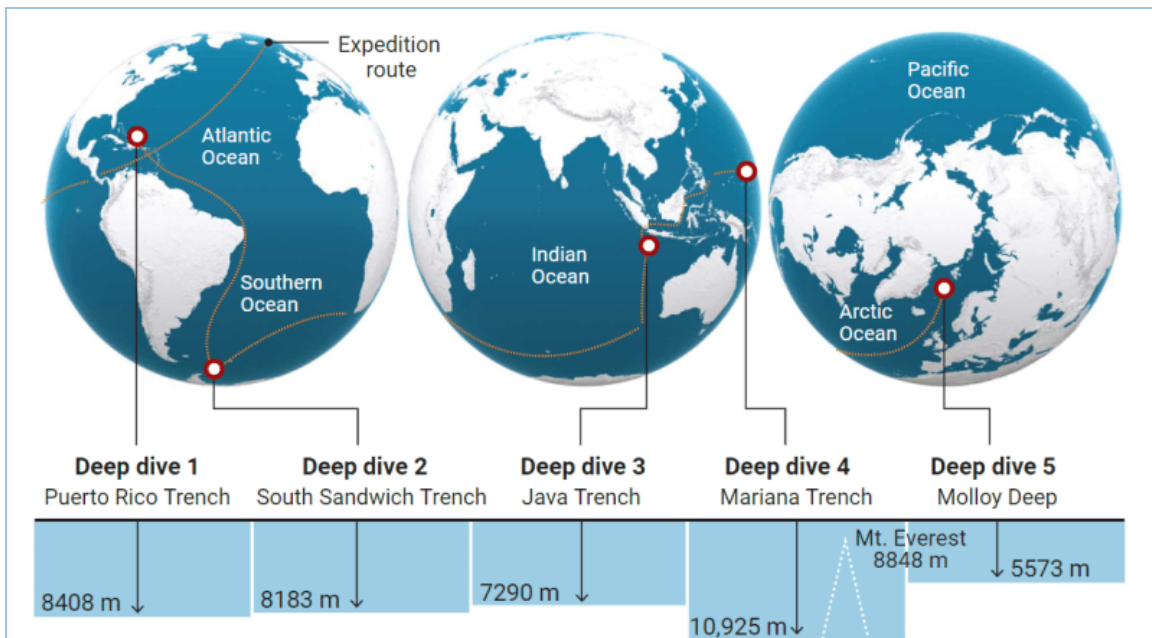 Expedition
route
Pacific
Ocean
Atlantic
Ocean
Indian
Ocean
Southern
Ocean
Arctic
Ocean
Deep dive 1
Puerto Rico Trench
Deep dive 2
South Sandwich Trench
Deep dive 3
Java Trench
Deep dive 4
Mariana Trench
Deep dive 5
Molloy Deep
8408 m
8183 m
7290 m
10,925 m
Mt. Everest
8848 m
5573 m